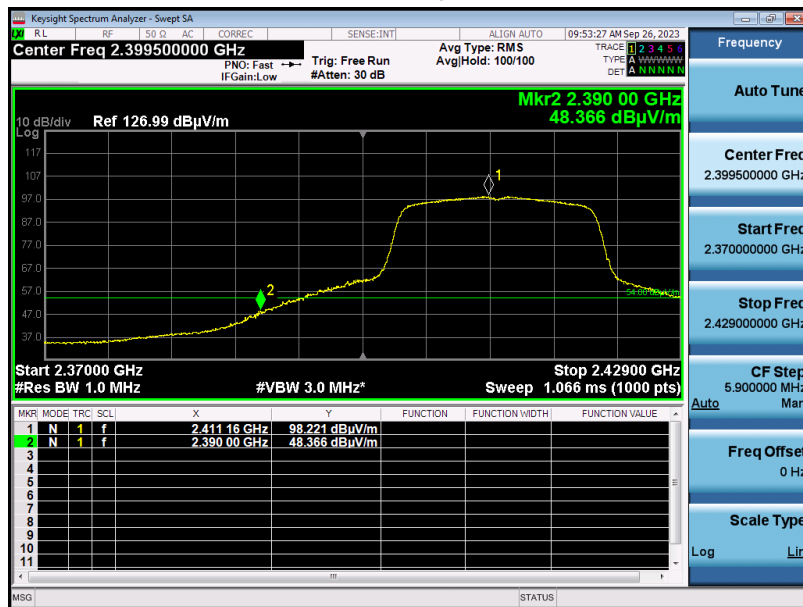 Keysight Spectrum Analyzer - Swept SA
LXI RL RF 50 Ω AC CORREC SENSE:INT ALIGN AUTO 09:53:27 AM Sep 26, 2023
Center Freq 2.399500000 GHz
PNO: Fast
IFGain:Low
Trig: Free Run
#Atten: 30 dB
Avg Type: RMS
Avg|Hold: 100/100
TRACE 1 2 3 4 5 6
TYPE A WWWWW
DET A N N N N N
Mkr2 2.390 00 GHz
48.366 dBµV/m
10 dB/div Ref 126.99 dBµV/m
Log
117
107
97.0
87.0
77.0
67.0
57.0
47.0
37.0
1
2
Start 2.37000 GHz Stop 2.42900 GHz
#Res BW 1.0 MHz #VBW 3.0 MHz* Sweep 1.066 ms (1000 pts)
MKR MODE TRC SCL X Y FUNCTION FUNCTION WIDTH FUNCTION VALUE
1 N 1 f 2.411 16 GHz 98.221 dBµV/m
2 N 1 f 2.390 00 GHz 48.366 dBµV/m
3
4
5
6
7
8
9
10
11
MSG STATUS
Frequency
Auto Tune
Center Freq
2.399500000 GHz
Start Freq
2.370000000 GHz
Stop Freq
2.429000000 GHz
CF Step
5.900000 MHz
Auto Man
Freq Offset
0 Hz
Scale Type
Log Lin